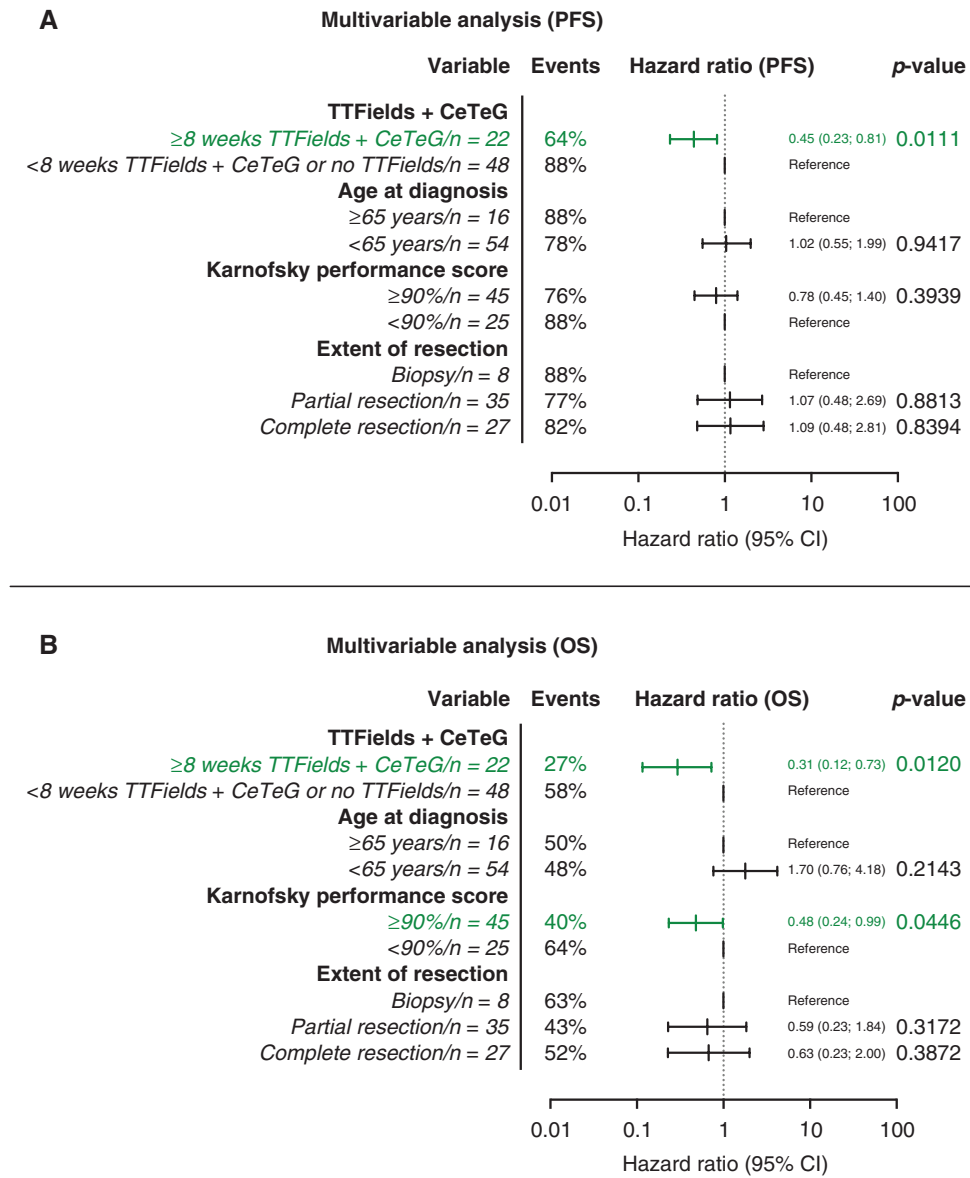 A
Multivariable analysis (PFS)
Variable Events Hazard ratio (PFS) p-value
TTFields + CeTeG
≥8 weeks TTFields + CeTeG/n = 22 64% 0.45 (0.23; 0.81) 0.0111
<8 weeks TTFields + CeTeG or no TTFields/n = 48 88% Reference
Age at diagnosis
≥65 years/n = 16 88% Reference
<65 years/n = 54 78% 1.02 (0.55; 1.99) 0.9417
Karnofsky performance score
≥90%/n = 45 76% 0.78 (0.45; 1.40) 0.3939
<90%/n = 25 88% Reference
Extent of resection
Biopsy/n = 8 88% Reference
Partial resection/n = 35 77% 1.07 (0.48; 2.69) 0.8813
Complete resection/n = 27 82% 1.09 (0.48; 2.81) 0.8394
0.01 0.1 1 10 100
Hazard ratio (95% CI)
B
Multivariable analysis (OS)
Variable Events Hazard ratio (OS) p-value
TTFields + CeTeG
≥8 weeks TTFields + CeTeG/n = 22 27% 0.31 (0.12; 0.73) 0.0120
<8 weeks TTFields + CeTeG or no TTFields/n = 48 58% Reference
Age at diagnosis
≥65 years/n = 16 50% Reference
<65 years/n = 54 48% 1.70 (0.76; 4.18) 0.2143
Karnofsky performance score
≥90%/n = 45 40% 0.48 (0.24; 0.99) 0.0446
<90%/n = 25 64% Reference
Extent of resection
Biopsy/n = 8 63% Reference
Partial resection/n = 35 43% 0.59 (0.23; 1.84) 0.3172
Complete resection/n = 27 52% 0.63 (0.23; 2.00) 0.3872
0.01 0.1 1 10 100
Hazard ratio (95% CI)